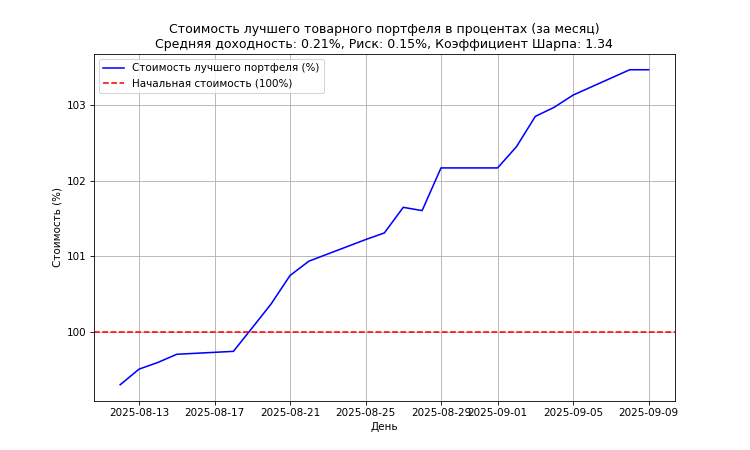 Стоимость лучшего товарного портфеля в процентах (за месяц)
Средняя доходность: 0.21%, Риск: 0.15%, Коэффициент Шарпа: 1.34
Стоимость лучшего портфеля (%)
Начальная стоимость (100%)
Стоимость (%)
103
102
101
100
2025-08-13 2025-08-17 2025-08-21 2025-08-25 2025-08-29 2025-09-01 2025-09-05 2025-09-09
День